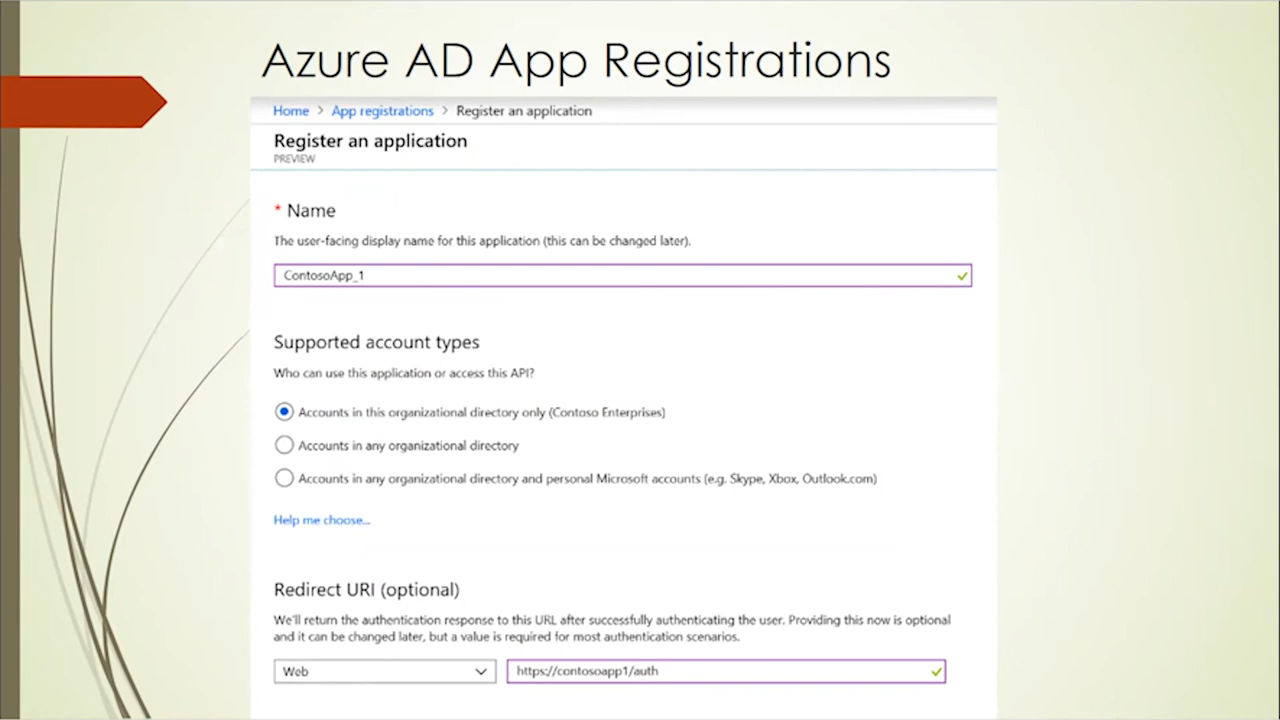 Azure AD App Registrations
Home > App registrations > Register an application
Register an application
PREVIEW
* Name
The user-facing display name for this application (this can be changed later).
ContosoApp_1
Supported account types
Who can use this application or access this API?
Accounts in this organizational directory only (Contoso Enterprises)
Accounts in any organizational directory
Accounts in any organizational directory and personal Microsoft accounts (e.g. Skype, Xbox, Outlook.com)
Help me choose...
Redirect URI (optional)
We'll return the authentication response to this URL after successfully authenticating the user. Providing this now is optional
and it can be changed later, but a value is required for most authentication scenarios.
Web https://contosoapp1/auth